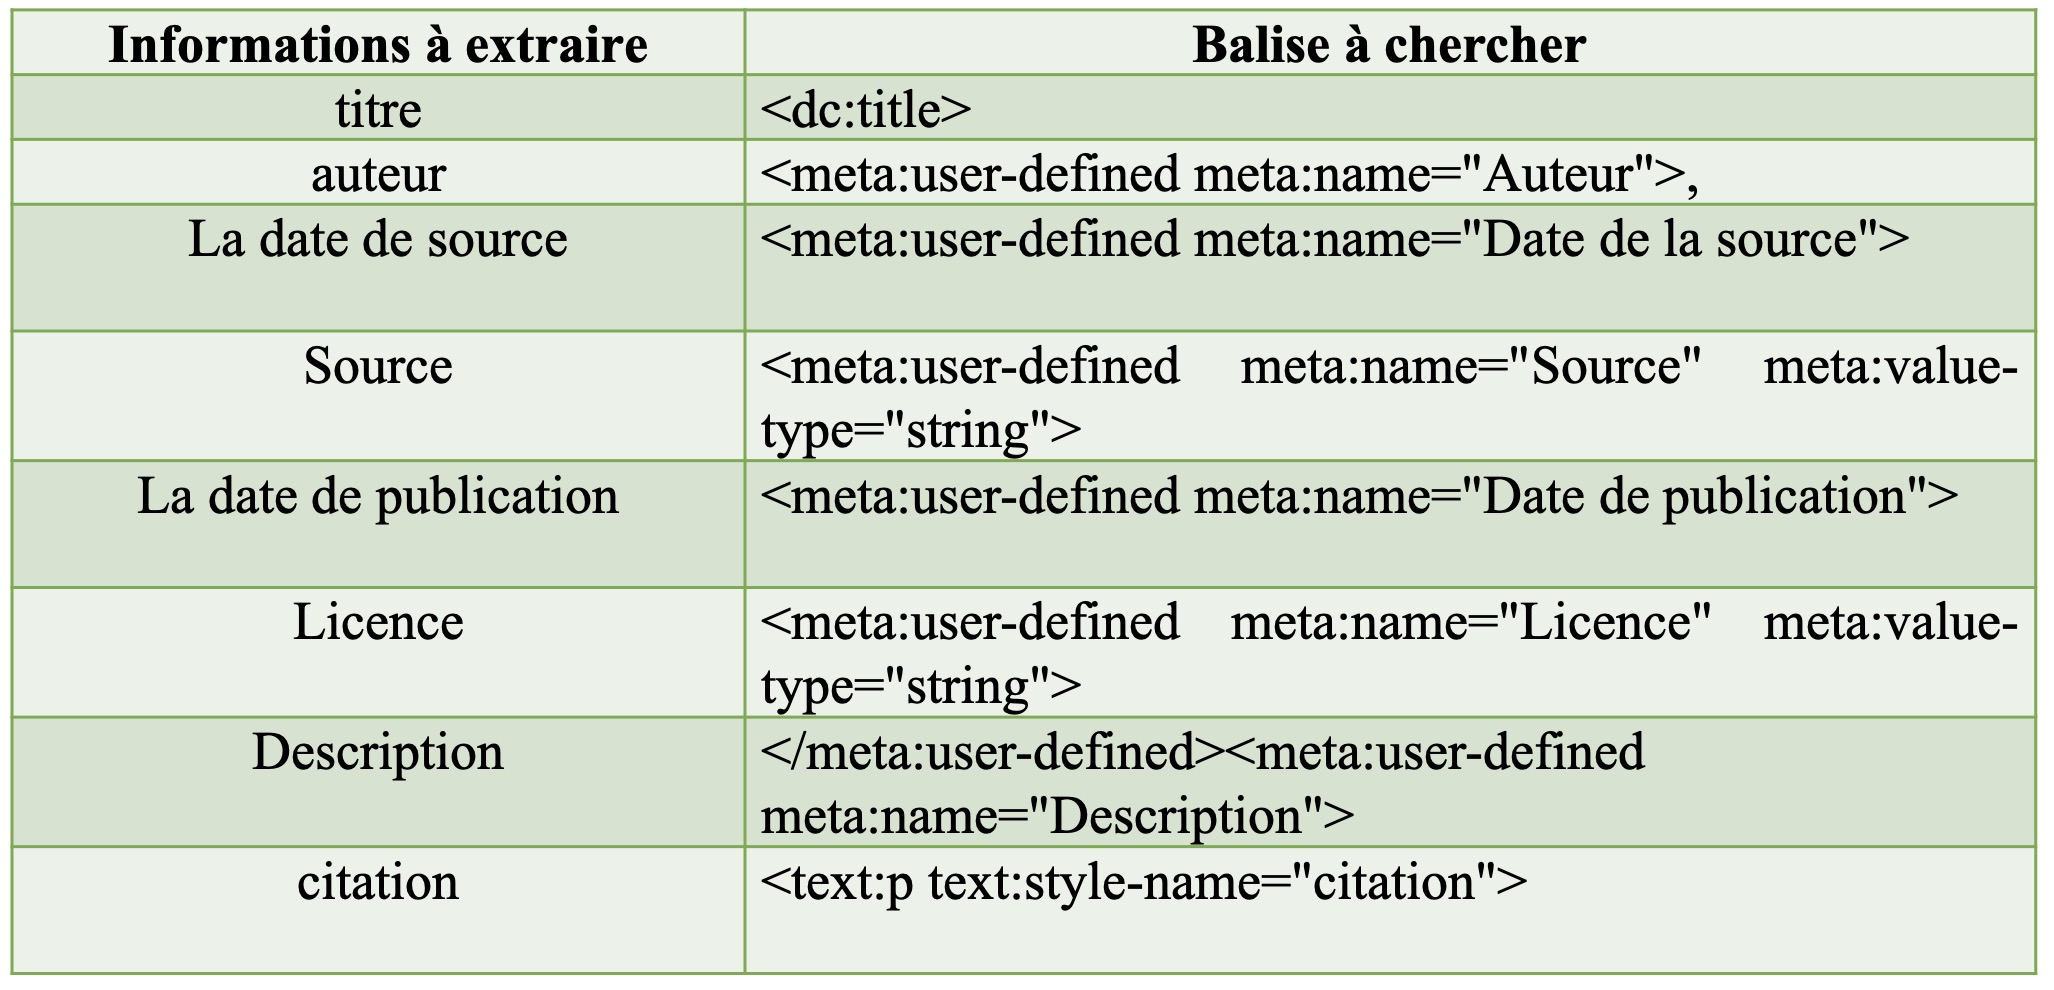 Informations à extraire Balise à chercher
titre <dc:title>
auteur <meta:user-defined meta:name="Auteur">,
La date de source <meta:user-defined meta:name="Date de la source">
Source <meta:user-defined meta:name="Source" meta:value-
type="string">
La date de publication <meta:user-defined meta:name="Date de publication">
Licence <meta:user-defined meta:name="Licence" meta:value-
type="string">
Description </meta:user-defined><meta:user-defined
meta:name="Description">
citation <text:p text:style-name="citation">